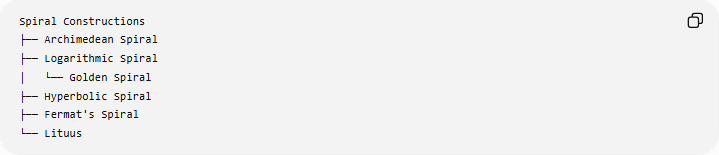 Spiral Constructions
├── Archimedean Spiral
├── Logarithmic Spiral
│   └── Golden Spiral
├── Hyperbolic Spiral
├── Fermat's Spiral
└── Lituus